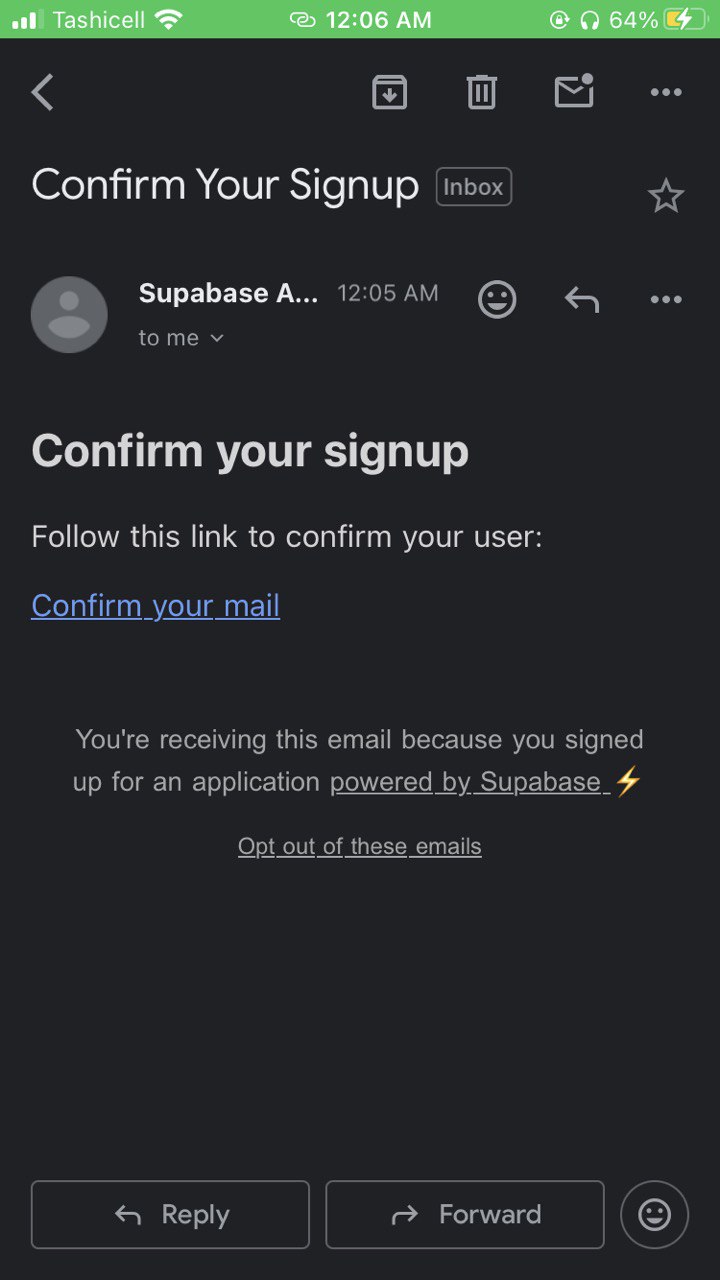 Tashicell 12:06 AM 64%
Confirm Your Signup Inbox
Supabase A... 12:05 AM
to me
Confirm your signup
Follow this link to confirm your user:
Confirm your mail
You're receiving this email because you signed
up for an application powered by Supabase ⚡
Opt out of these emails
Reply Forward